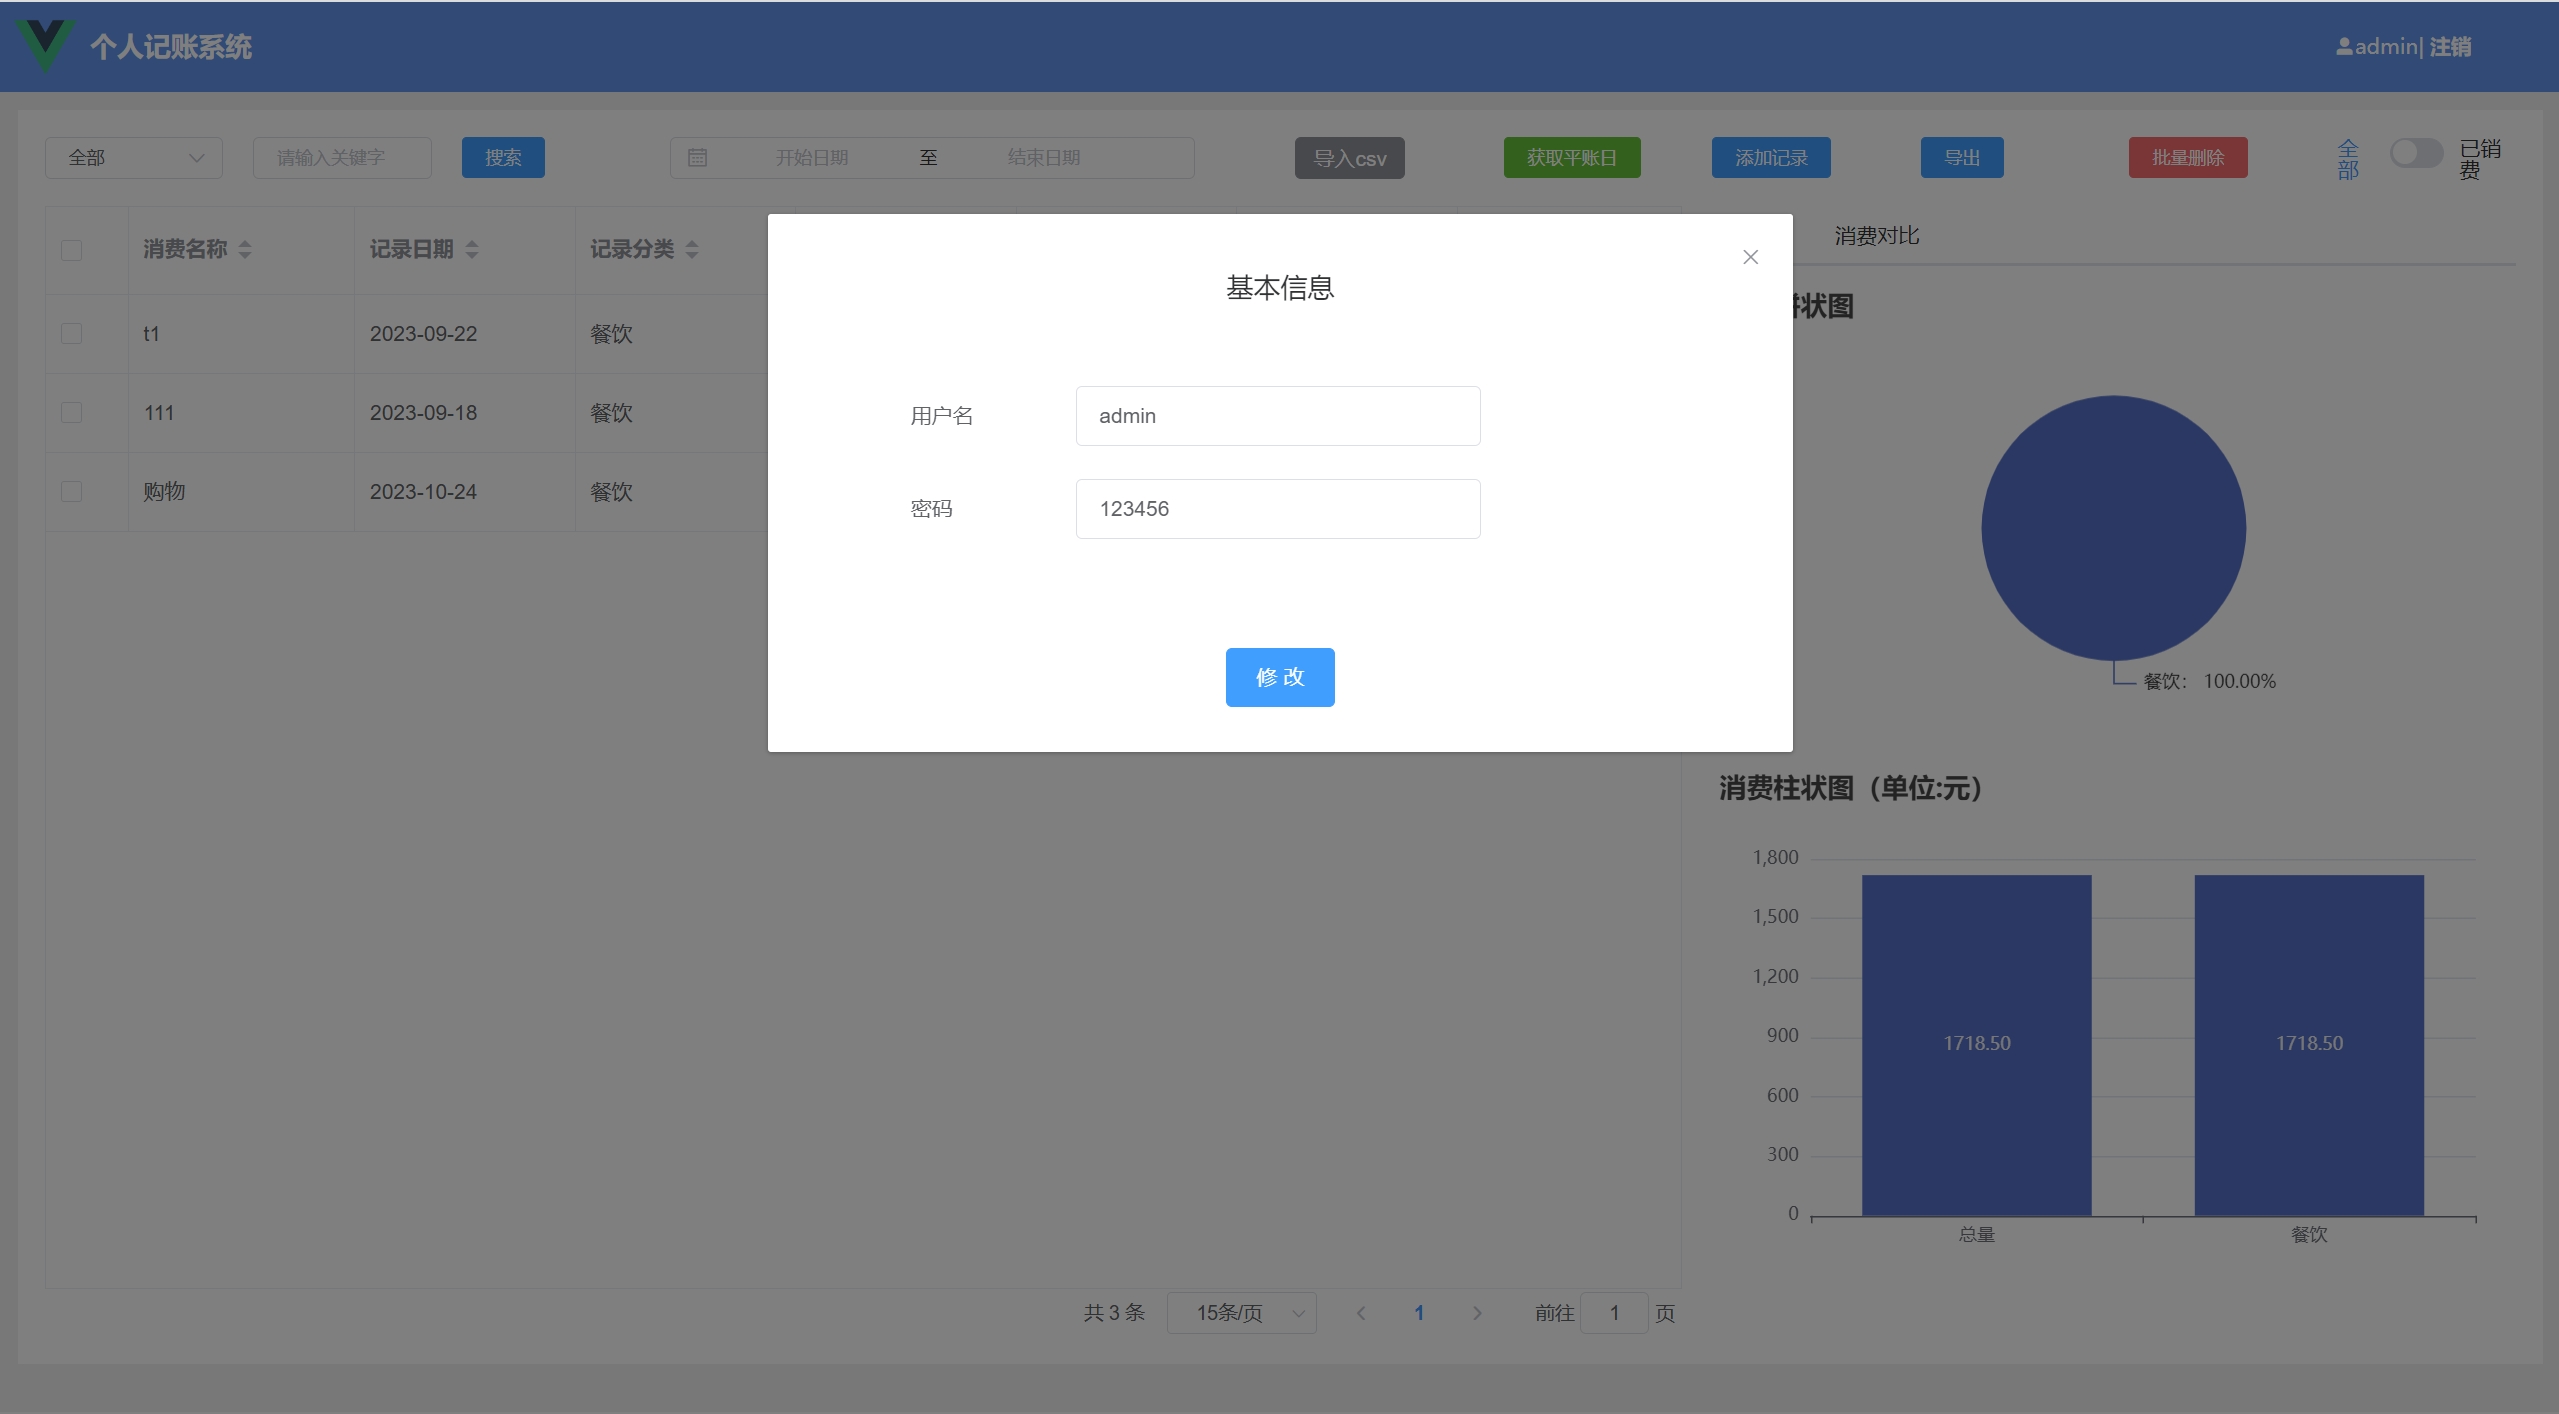 个人记账系统
admin| 注销
全部
请输入关键字
搜索
开始日期 至 结束日期
导入csv
获取平账日
添加记录
导出
批量删除
全部
已销费
消费名称 记录日期 记录分类
t1 2023-09-22 餐饮
111 2023-09-18 餐饮
购物 2023-10-24 餐饮
基本信息
用户名 admin
密码 123456
修 改
消费对比
状图
餐饮： 100.00%
消费柱状图（单位:元）
1,800
1,500
1,200
900
600
300
0
1718.50 1718.50
总量 餐饮
共 3 条 15条/页 1 前往 1 页